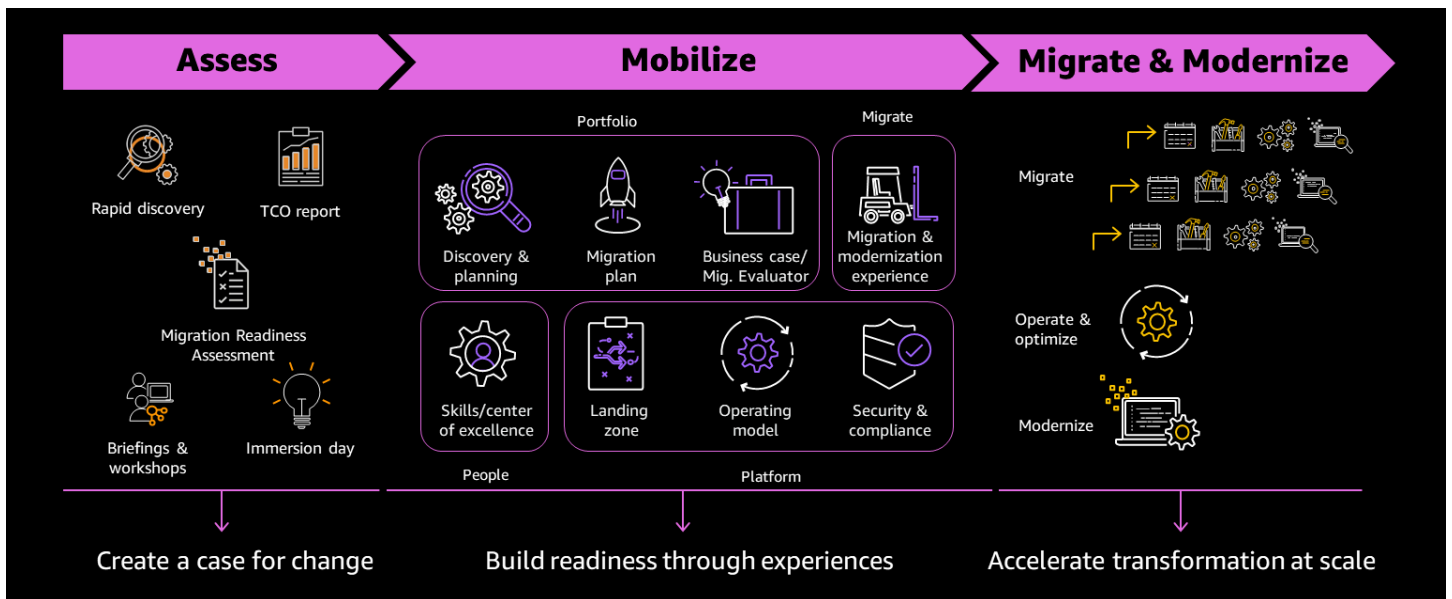 Assess
Mobilize
Migrate & Modernize
Rapid discovery
TCO report
Migration Readiness
Assessment
Briefings &
workshops
Immersion day
Portfolio
Discovery &
planning
Migration
plan
Business case/
Mig. Evaluator
Migrate
Migration &
modernization
experience
Skills/center
of excellence
People
Landing
zone
Operating
model
Security &
compliance
Platform
Migrate
Operate &
optimize
Modernize
Create a case for change
Build readiness through experiences
Accelerate transformation at scale